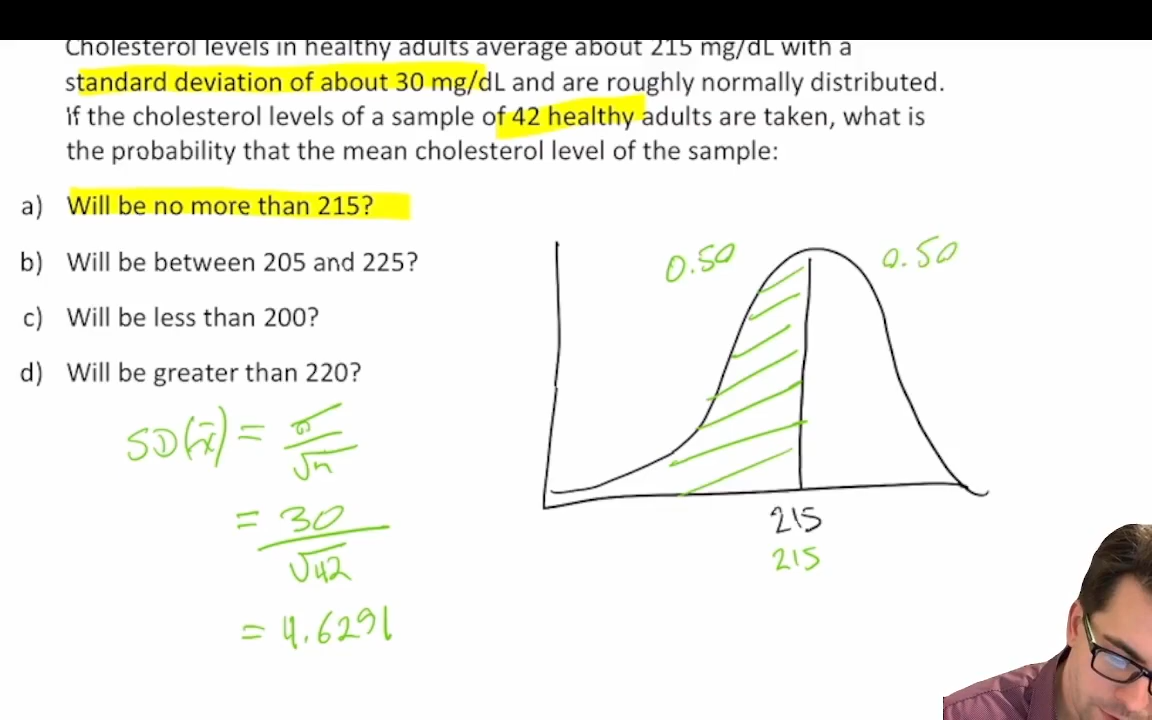 Cholesterol levels in healthy adults average about 215 mg/dL with a
standard deviation of about 30 mg/dL and are roughly normally distributed.
If the cholesterol levels of a sample of 42 healthy adults are taken, what is
the probability that the mean cholesterol level of the sample:
a) Will be no more than 215?
b) Will be between 205 and 225?
c) Will be less than 200?
d) Will be greater than 220?
0.50
0.50
SD(x̄) = σ/√n
= 30/√42
= 4.6291
215
215